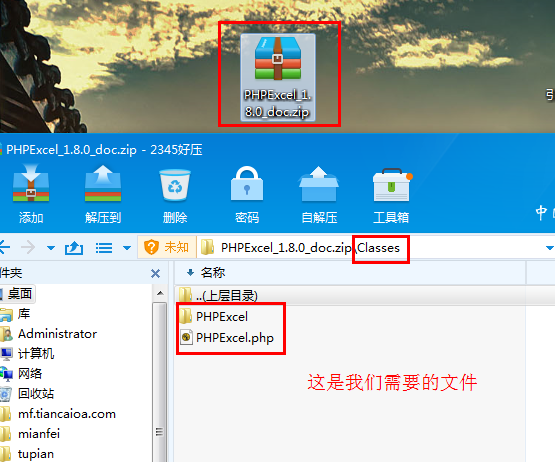 PHPExcel_1.
8.0_doc.zip
PHPExcel_1.8.0_doc.zip - 2345好压
添加
解压到
删除
密码
自解压
工具箱
未知
PHPExcel_1.8.0_doc.zip\Classes
件夹
名称
桌面
..(上层目录)
库
PHPExcel
Administrator
PHPExcel.php
计算机
网络
这是我们需要的文件
回收站
mf.tiancaioa.com
mianfei
tupian